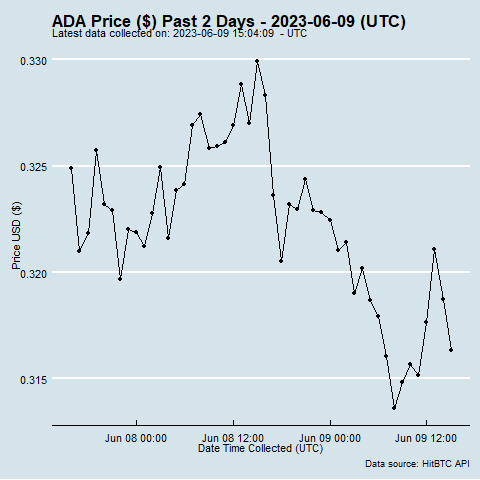 ADA Price ($) Past 2 Days - 2023-06-09 (UTC)
Latest data collected on: 2023-06-09 15:04:09 - UTC
0.330
0.325
0.320
0.315
Price USD ($)
Jun 08 00:00
Jun 08 12:00
Jun 09 00:00
Jun 09 12:00
Date Time Collected (UTC)
Data source: HitBTC API